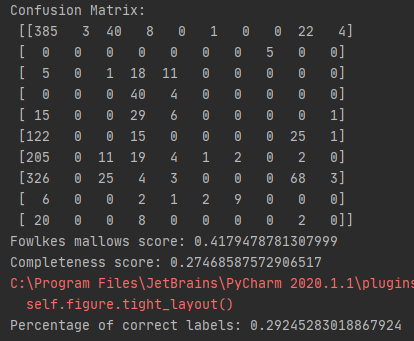 Confusion Matrix:
[[385 3 40 8 0 1 0 0 22 4]
[ 0 0 0 0 0 0 0 5 0 0]
[ 5 0 1 18 11 0 0 0 0 0]
[ 0 0 0 40 4 0 0 0 0 0]
[ 15 0 0 29 6 0 0 0 0 1]
[122 0 0 15 0 0 0 0 25 1]
[205 0 11 19 4 1 2 0 2 0]
[326 0 25 4 3 0 0 0 68 3]
[ 6 0 0 2 1 2 9 0 0 0]
[ 20 0 0 8 0 0 0 0 2 0]]
Fowlkes mallows score: 0.4179478781307999
Completeness score: 0.27468587572906517
C:\Program Files\JetBrains\PyCharm 2020.1.1\plugins
self.figure.tight_layout()
Percentage of correct labels: 0.29245283018867924